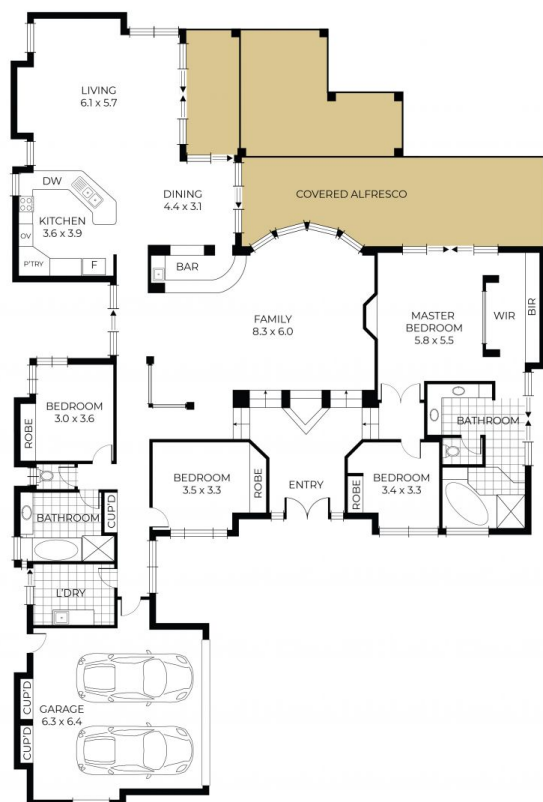 LIVING
6.1 x 5.7
DW
KITCHEN
3.6 x 3.9
OV
P'TRY
F
DINING
4.4 x 3.1
COVERED ALFRESCO
BAR
FAMILY
8.3 x 6.0
MASTER
BEDROOM
5.8 x 5.5
WIR
BIR
BEDROOM
3.0 x 3.6
ROBE
BATHROOM
BEDROOM
3.5 x 3.3
ROBE
ENTRY
BEDROOM
3.4 x 3.3
ROBE
BATHROOM
CUP'D
L'DRY
GARAGE
6.3 x 6.4
CUP'D
CUP'D